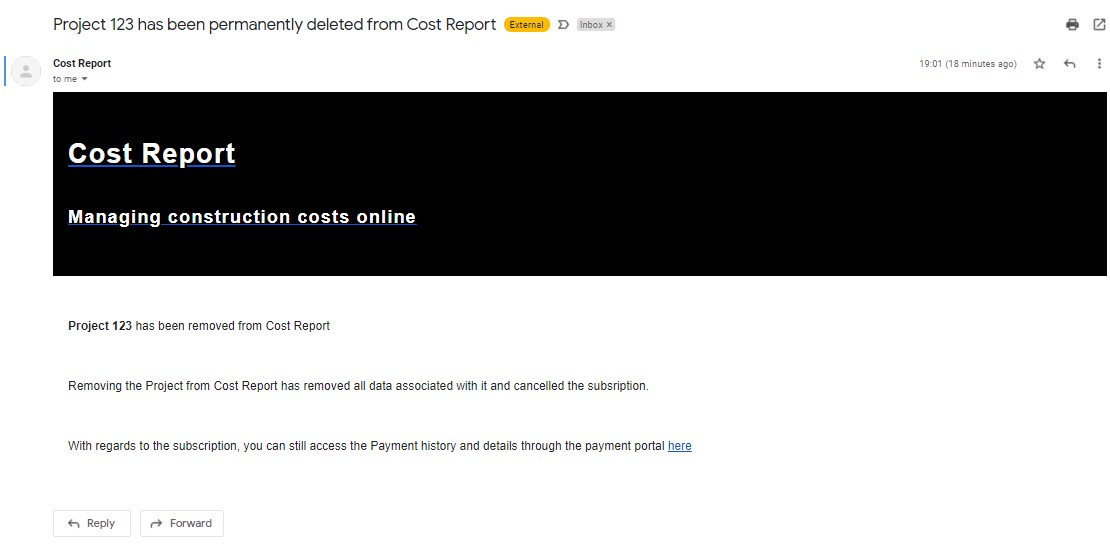 Project 123 has been permanently deleted from Cost Report External Inbox ×
Cost Report 19:01 (18 minutes ago)
to me
Cost Report
Managing construction costs online
Project 123 has been removed from Cost Report
Removing the Project from Cost Report has removed all data associated with it and cancelled the subsription.
With regards to the subscription, you can still access the Payment history and details through the payment portal here
Reply Forward